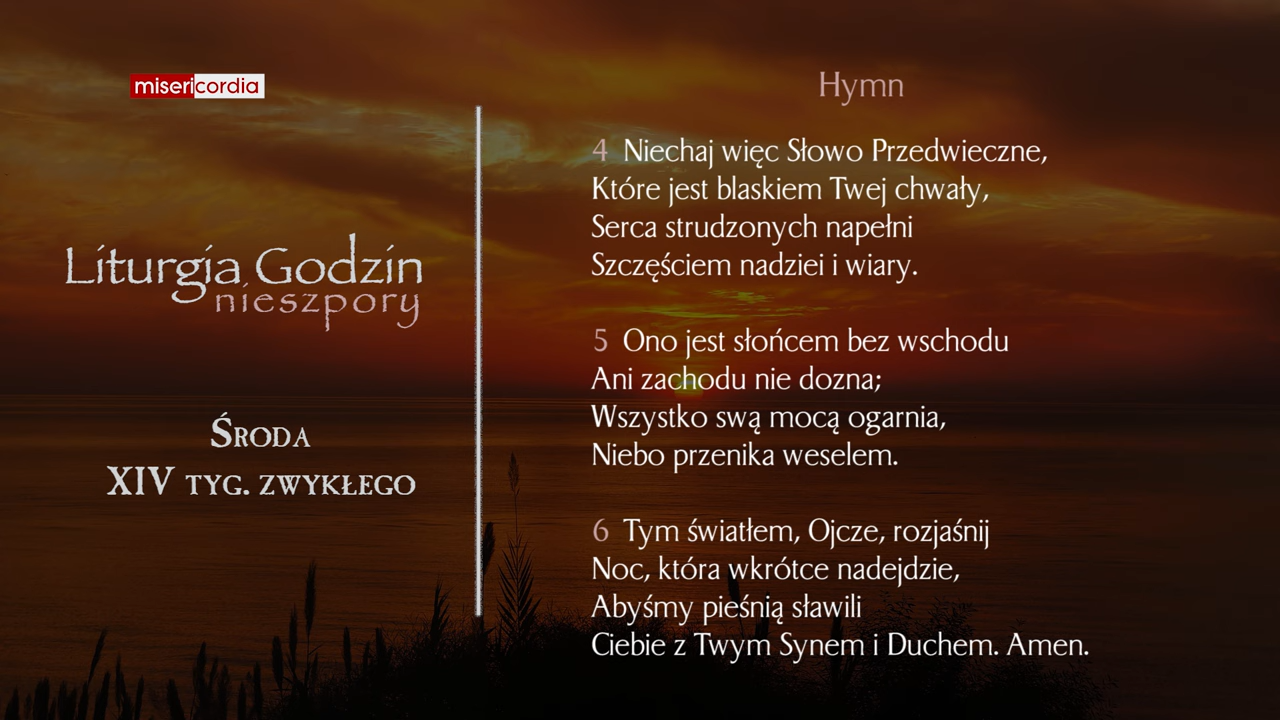 misericordia
Liturgia Godzin
nieszpory
Środa
XIV tyg. zwykłego
Hymn
4 Niechaj więc Słowo Przedwieczne,
Które jest blaskiem Twej chwały,
Serca strudzonych napełni
Szczęściem nadziei i wiary.
5 Ono jest słońcem bez wschodu
Ani zachodu nie dozna;
Wszystko swą mocą ogarnia,
Niebo przenika weselem.
6 Tym światłem, Ojcze, rozjaśnij
Noc, która wkrótce nadejdzie,
Abyśmy pieśnią sławili
Ciebie z Twym Synem i Duchem. Amen.